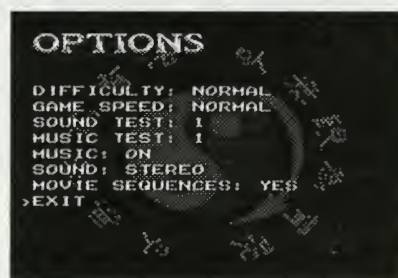 OPTIONS
DIFFICULTY: NORMAL
GAME SPEED: NORMAL
SOUND TEST: 1
MUSIC TEST: 1
MUSIC: ON
SOUND: STEREO
MOVIE SEQUENCES: YES
>EXIT